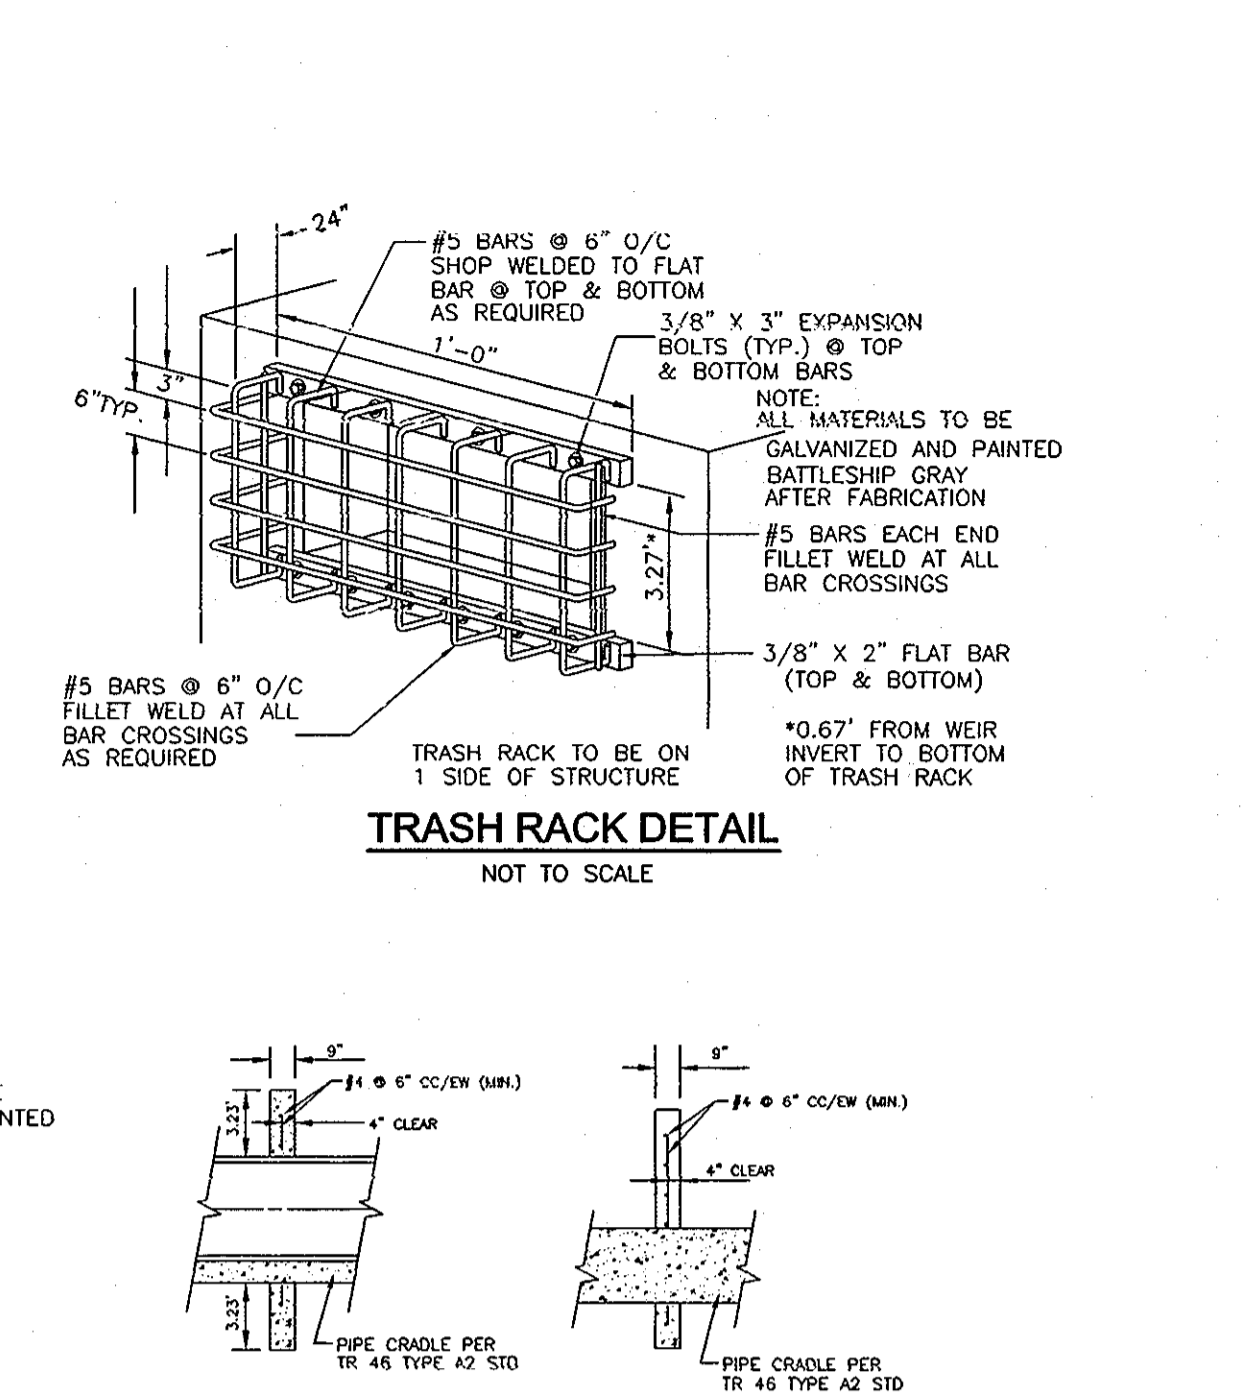 24"
#5 BARS @ 6" O/C
SHOP WELDED TO FLAT
BAR @ TOP & BOTTOM
AS REQUIRED
3/8" X 3" EXPANSION
BOLTS (TYP.) @ TOP
& BOTTOM BARS
1'-0"
3"
6"TYP.
NOTE:
ALL MATERIALS TO BE
GALVANIZED AND PAINTED
BATTLESHIP GRAY
AFTER FABRICATION
#5 BARS EACH END
FILLET WELD AT ALL
BAR CROSSINGS
3.27'*
3/8" X 2" FLAT BAR
(TOP & BOTTOM)
#5 BARS @ 6" O/C
FILLET WELD AT ALL
BAR CROSSINGS
AS REQUIRED
*0.67' FROM WEIR
INVERT TO BOTTOM
OF TRASH RACK
TRASH RACK TO BE ON
1 SIDE OF STRUCTURE
TRASH RACK DETAIL
NOT TO SCALE
NTED
9"
#4 @ 6" CC/EW (MIN.)
3.23'
4" CLEAR
3.23'
PIPE CRADLE PER
TR 46 TYPE A2 STD
9"
#4 @ 6" CC/EW (MIN.)
4" CLEAR
PIPE CRADLE PER
TR 46 TYPE A2 STD